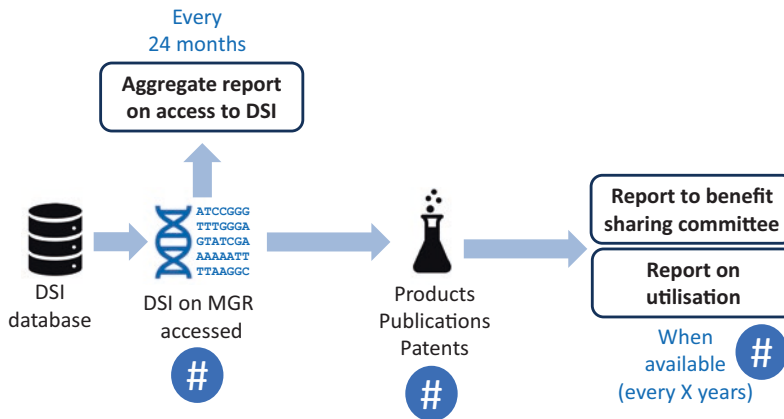 Every
24 months
Aggregate report
on access to DSI
DSI
database
ATCCGGG
TTTGGGA
GTATCGA
AAAAATT
TTAAGGC
DSI on MGR
accessed
#
Products
Publications
Patents
#
Report to benefit
sharing committee
Report on
utilisation
When
available
(every X years)
#